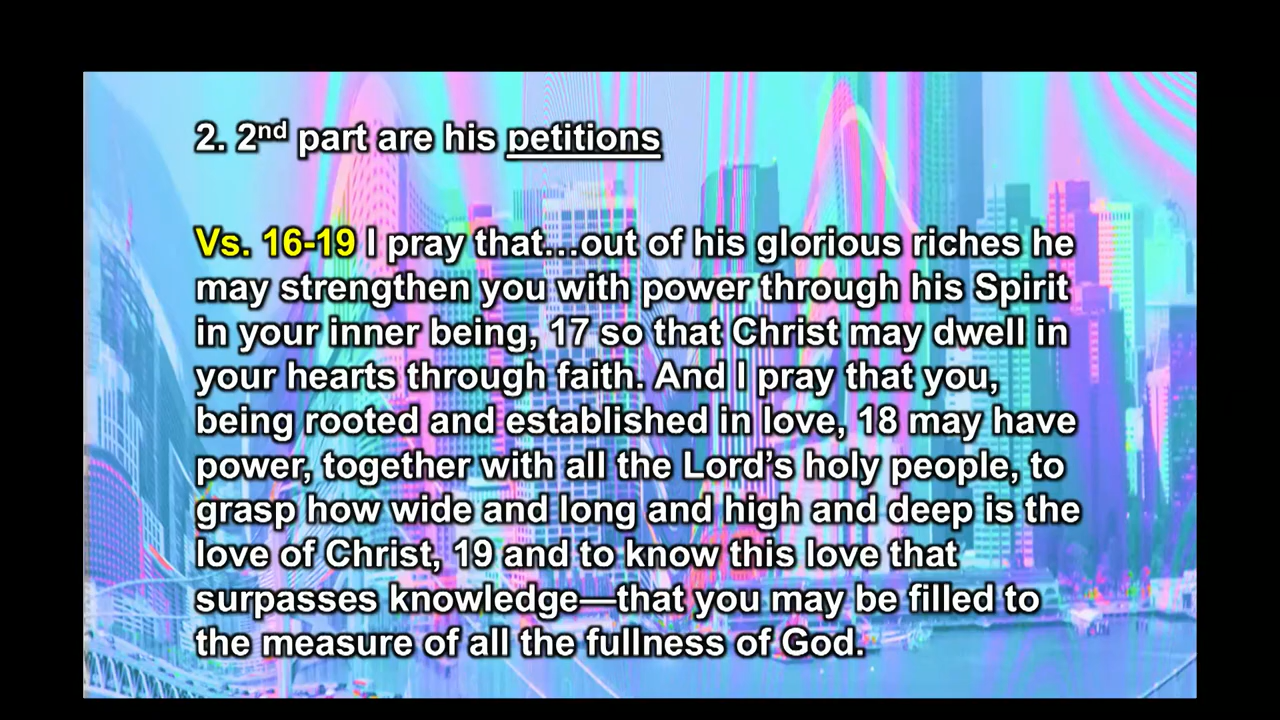 2. 2nd part are his petitions
Vs. 16-19 I pray that…out of his glorious riches he
may strengthen you with power through his Spirit
in your inner being, 17 so that Christ may dwell in
your hearts through faith. And I pray that you,
being rooted and established in love, 18 may have
power, together with all the Lord’s holy people, to
grasp how wide and long and high and deep is the
love of Christ, 19 and to know this love that
surpasses knowledge—that you may be filled to
the measure of all the fullness of God.